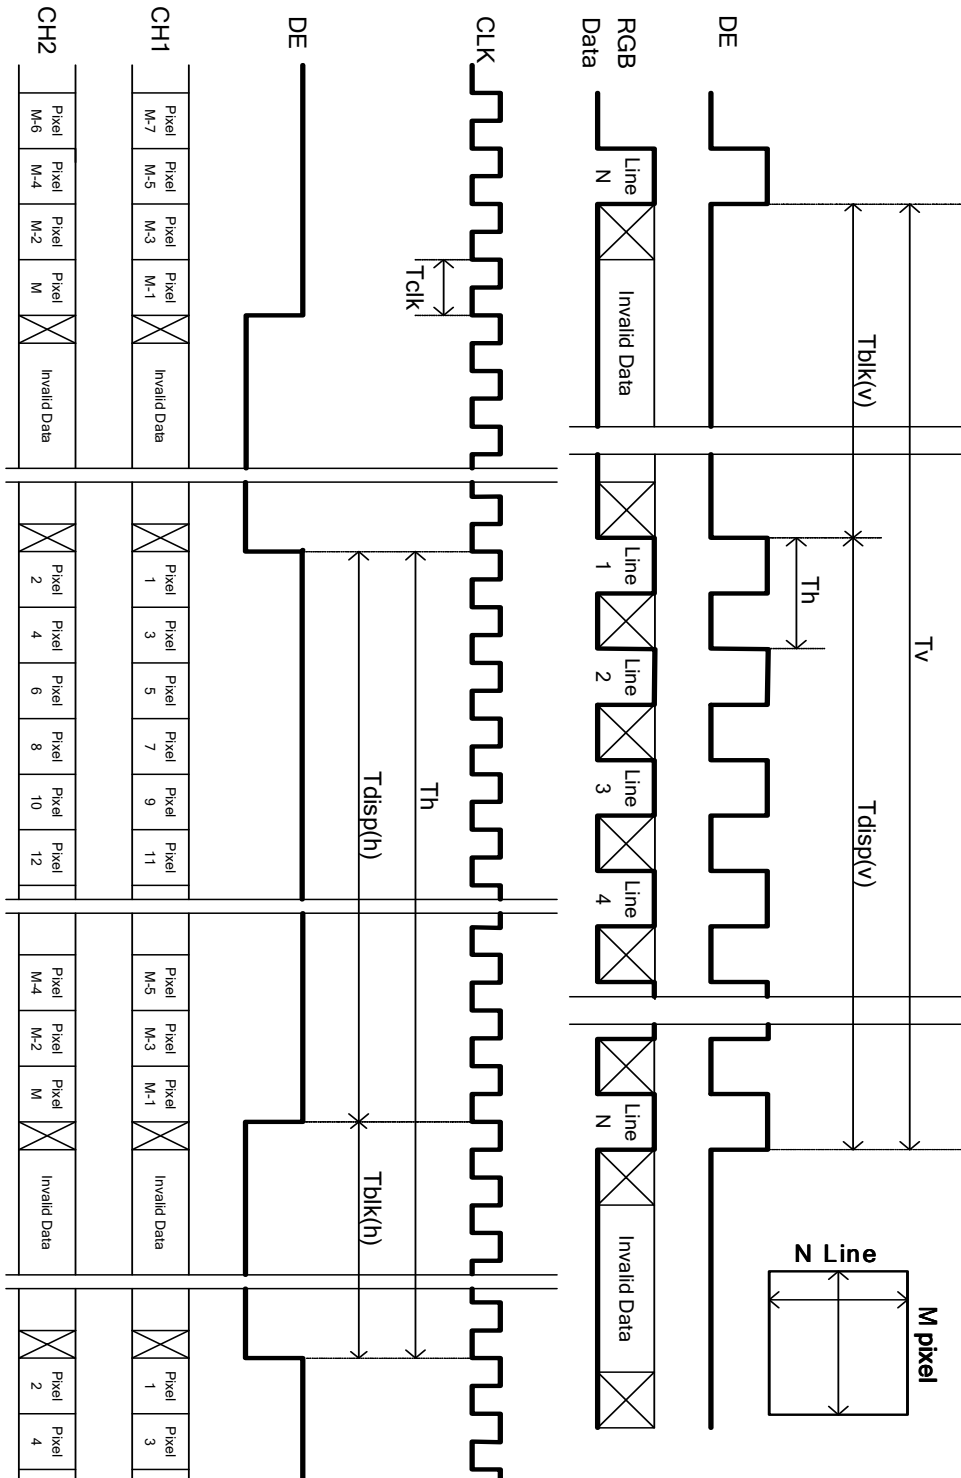 M pixel
N Line
Tv
Tblk(v)
Tdisp(v)
Th
DE
RGB
Data
Line
N
Invalid Data
Line
1
Line
2
Line
3
Line
4
Line
N
Invalid Data
CLK
Tclk
Th
Tdisp(h)
Tblk(h)
DE
CH1
Pixel
M-7
Pixel
M-5
Pixel
M-3
Pixel
M-1
Invalid Data
Pixel
1
Pixel
3
Pixel
5
Pixel
7
Pixel
9
Pixel
11
Pixel
M-5
Pixel
M-3
Pixel
M-1
Invalid Data
Pixel
1
Pixel
3
CH2
Pixel
M-6
Pixel
M-4
Pixel
M-2
Pixel
M
Invalid Data
Pixel
2
Pixel
4
Pixel
6
Pixel
8
Pixel
10
Pixel
12
Pixel
M-4
Pixel
M-2
Pixel
M
Invalid Data
Pixel
2
Pixel
4